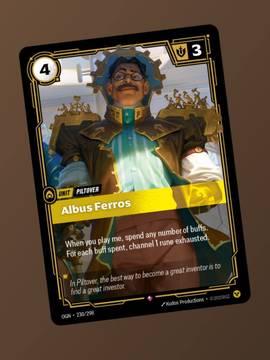 4
3
UNIT PILTOVER
Albus Ferros
When you play me, spend any number of buffs.
For each buff spent, channel 1 rune exhausted.
In Piltover, the best way to become a great inventor is to
find a great inventor.
OGN • 230/298
Kudos Productions